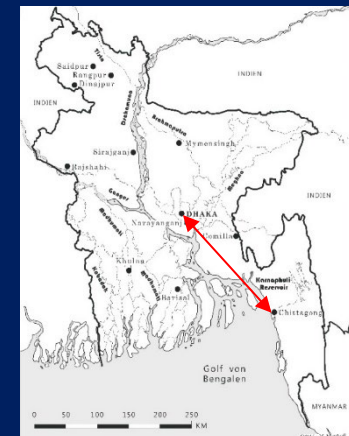 Saidpur
Tista
Rangpur
Dinajpur
INDIEN
INDIEN
Brahmaputra
Mymensingh
Sirajganj
Rajshahi
Ganges
Meghna
INDIEN
DHAKA
Narayanganj
Comilla
Khulna
Karnaphuli
Reservoir
Barisal
Chittagong
Golf von
Bengalen
MYANMAR
0 50 100 150 200 250
KM